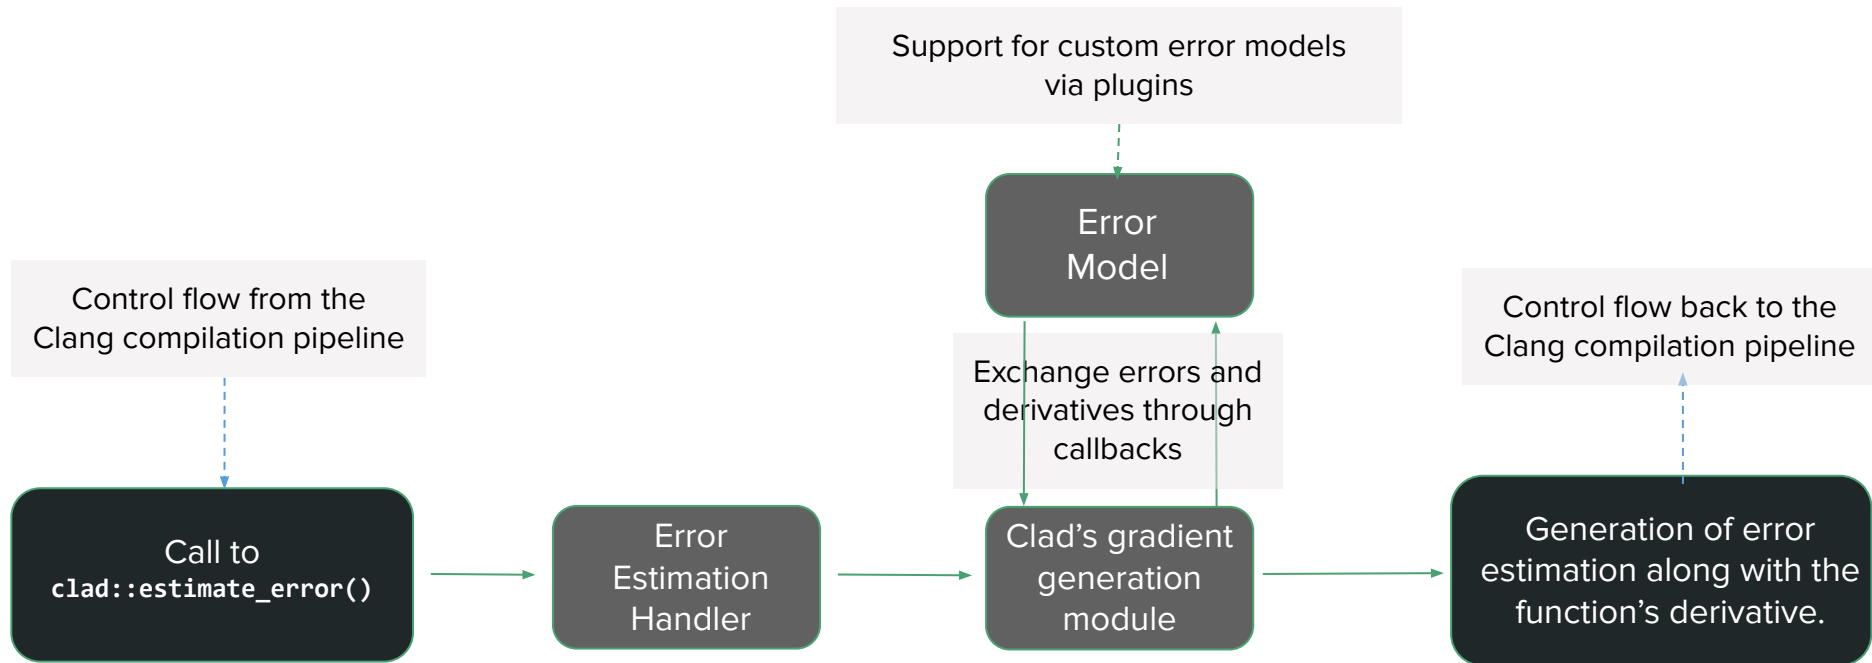 Support for custom error models
via plugins
Error
Model
Control flow from the
Clang compilation pipeline
Control flow back to the
Clang compilation pipeline
Exchange errors and
derivatives through
callbacks
Call to
clad::estimate_error()
Error
Estimation
Handler
Clad’s gradient
generation
module
Generation of error
estimation along with the
function’s derivative.